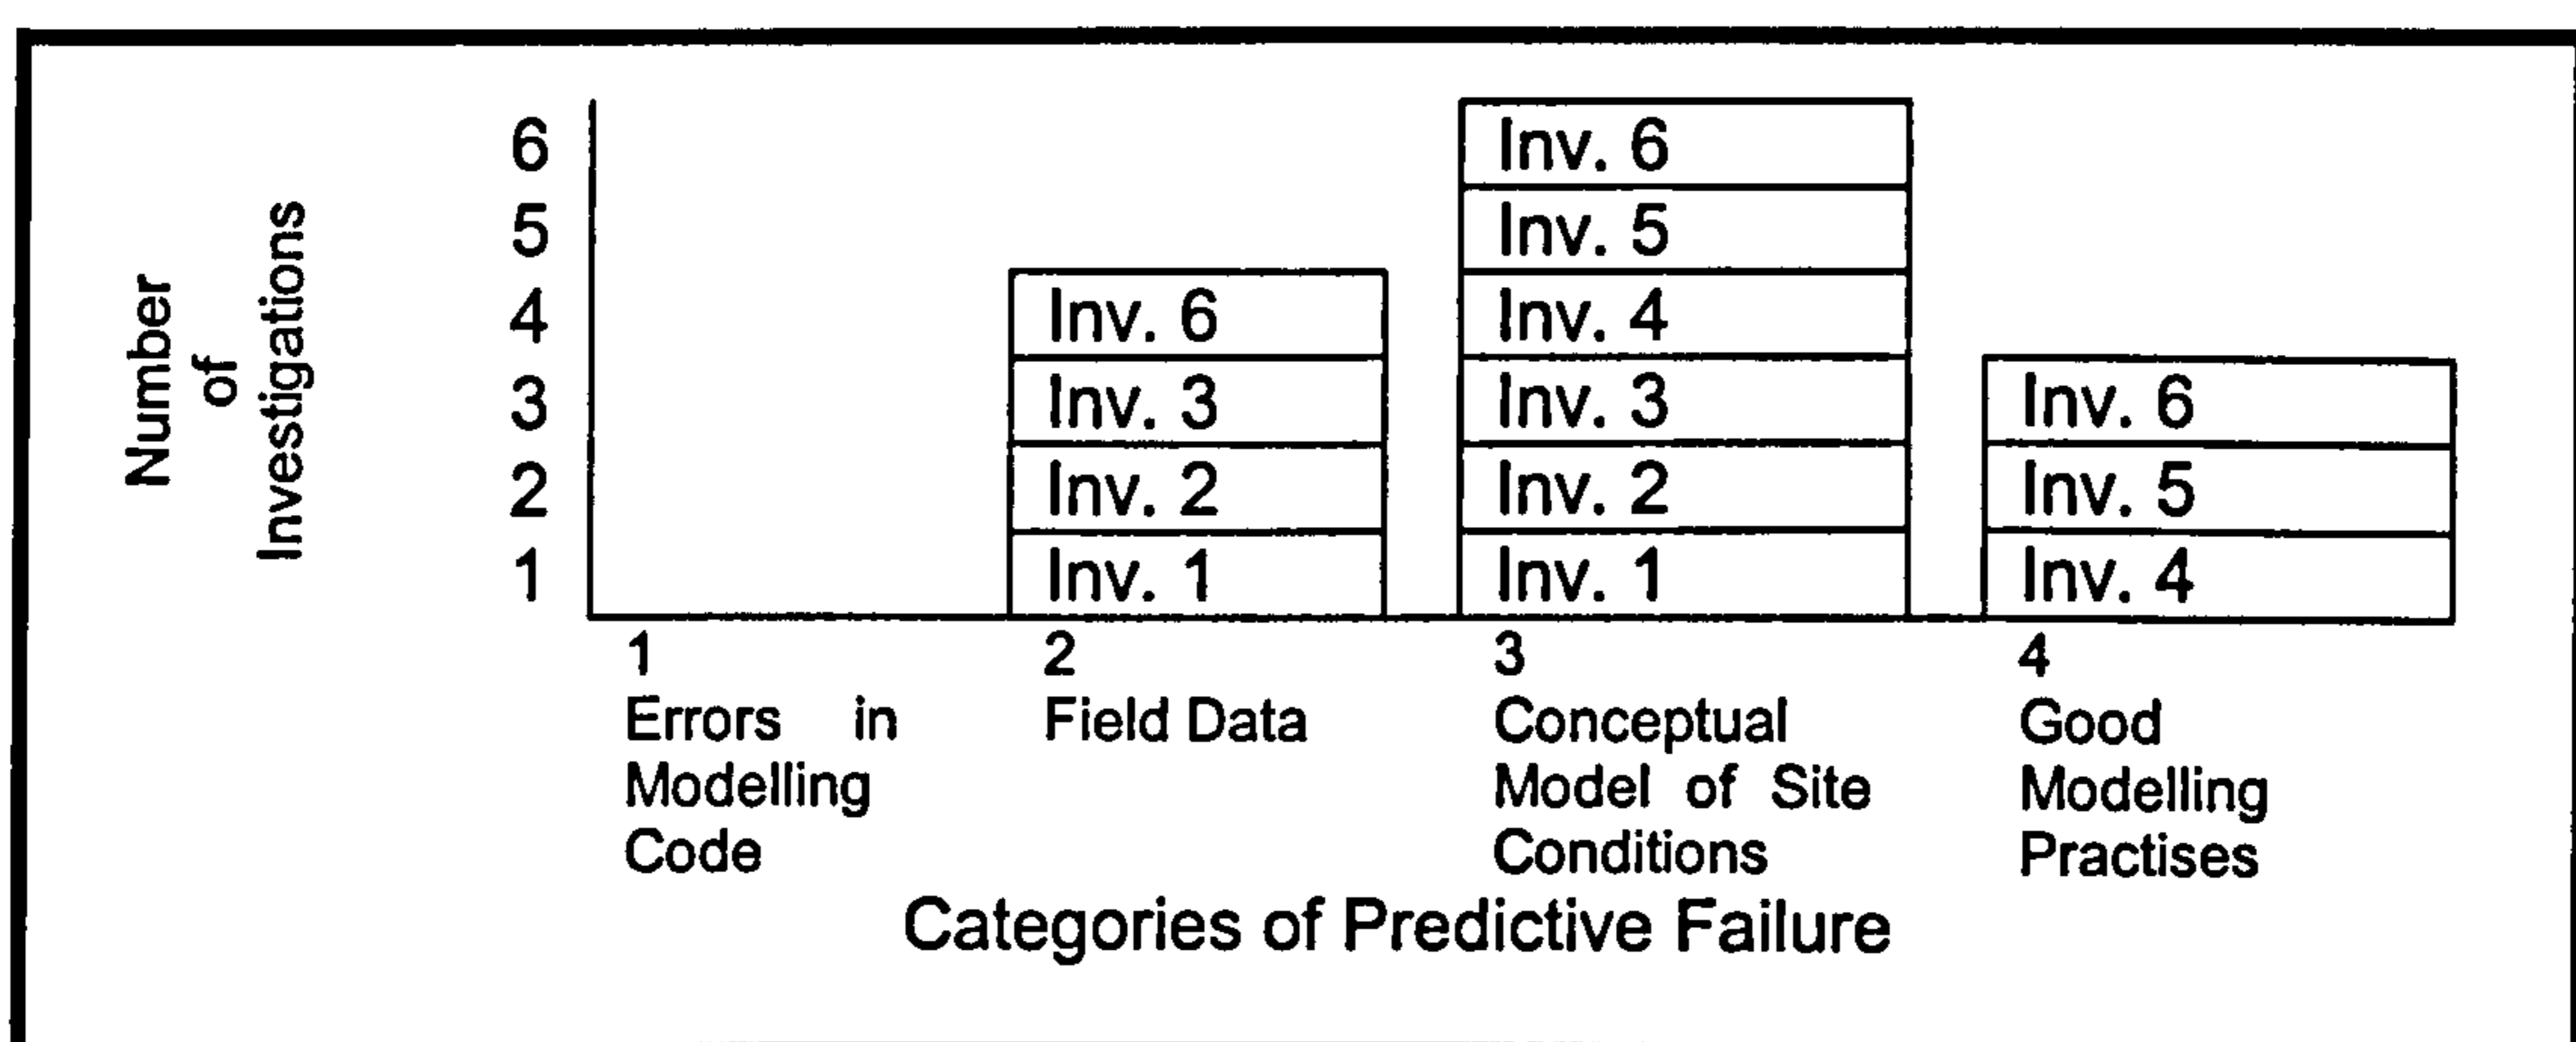 Number
of
Investigations
6
5
4
3
2
1
Inv. 6
Inv. 3
Inv. 2
Inv. 1
Inv. 6
Inv. 5
Inv. 4
Inv. 3
Inv. 2
Inv. 1
Inv. 6
Inv. 5
Inv. 4
1
Errors in
Modelling
Code
2
Field Data
3
Conceptual
Model of Site
Conditions
4
Good
Modelling
Practises
Categories of Predictive Failure